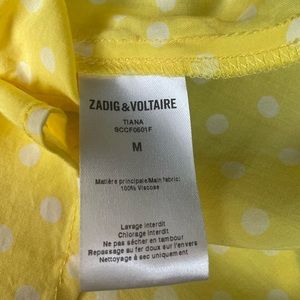 ZADIG & VOLTAIRE
TIANA
SCCF0601F
M
Matière principale/Main fabric:
100% Viscose
Lavage interdit
Chlorage interdit
Ne pas sécher en tambour
Repassage au fer doux sur l'envers
Nettoyage à sec uniquement